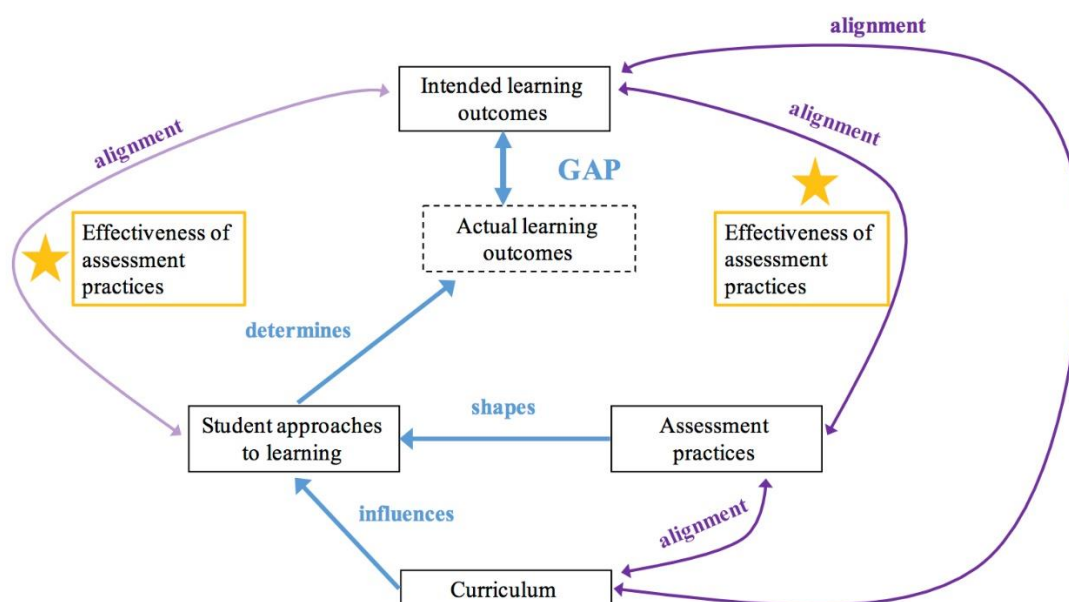 alignment
Intended learning
outcomes
alignment
alignment
GAP
Actual learning
outcomes
Effectiveness of
assessment
practices
Effectiveness of
assessment
practices
determines
shapes
Student approaches
to learning
Assessment
practices
influences
alignment
Curriculum